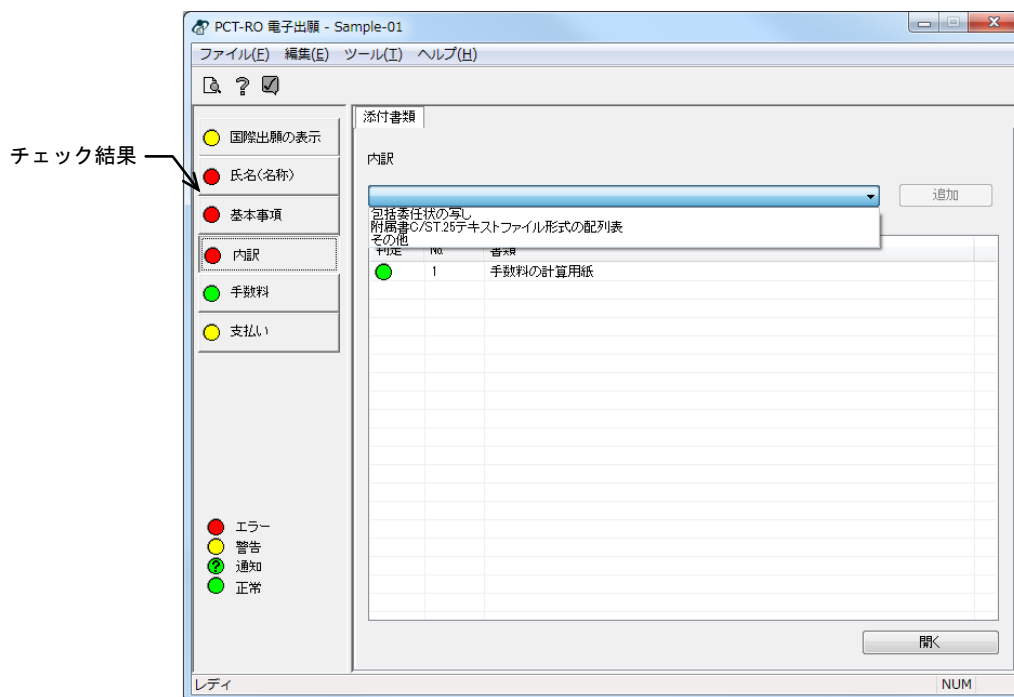 PCT-RO 電子出願 - Sample-01
ファイル(F) 編集(E) ツール(T) ヘルプ(H)
チェック結果
国際出願の表示
氏名(名称)
基本事項
内訳
手数料
支払い
エラー
警告
通知
正常
添付書類
内訳
追加
包括委任状の写し
附属書C/ST.25テキストファイル形式の配列表
その他
判定 No. 書類
1 手数料の計算用紙
開く
レディ
NUM